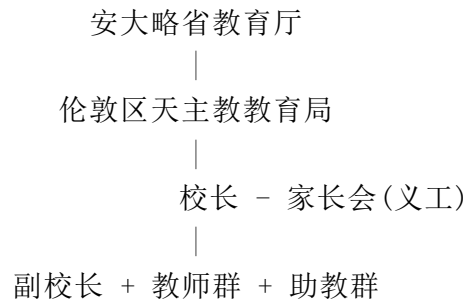 安大略省教育厅
伦敦区天主教教育局
校长 - 家长会(义工)
副校长 + 教师群 + 助教群